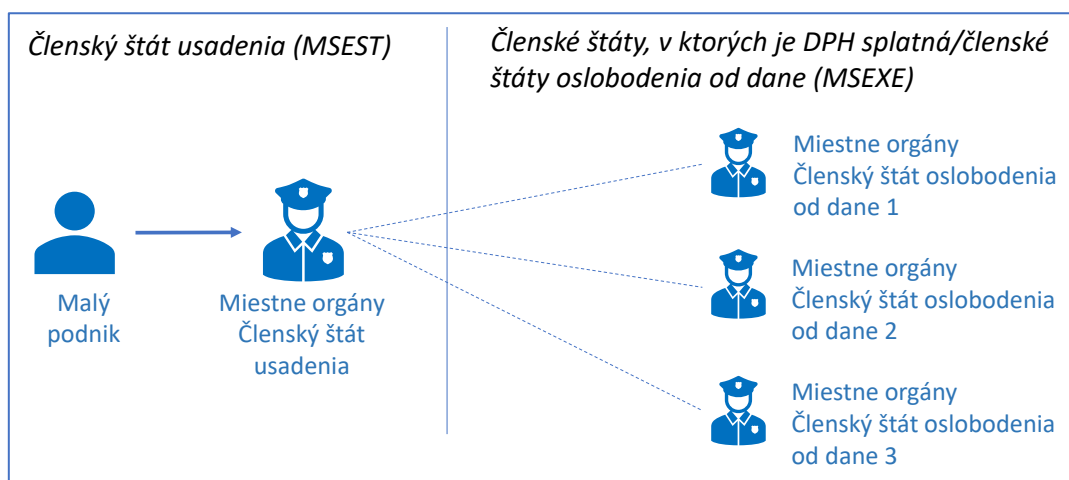 Členský štát usadenia (MSEST)
Členské štáty, v ktorých je DPH splatná/členské
štáty oslobodenia od dane (MSEXE)
Malý
podnik
Miestne orgány
Členský štát
usadenia
Miestne orgány
Členský štát oslobodenia
od dane 1
Miestne orgány
Členský štát oslobodenia
od dane 2
Miestne orgány
Členský štát oslobodenia
od dane 3